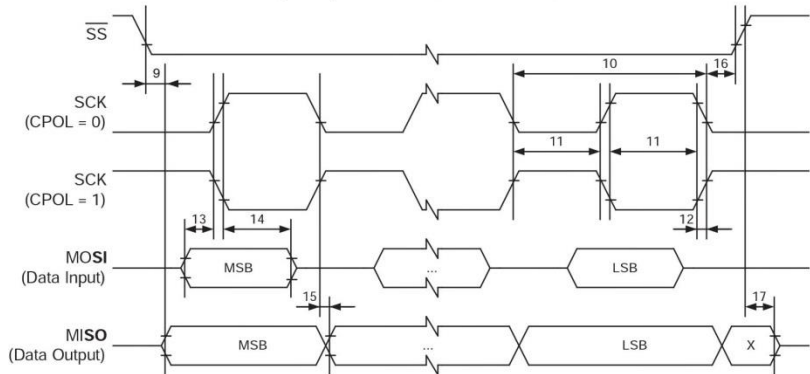 SS
9
10
16
SCK
(CPOL = 0)
11
11
SCK
(CPOL = 1)
13
14
12
MOSI
(Data Input)
MSB
...
LSB
15
17
MISO
(Data Output)
MSB
...
LSB
X